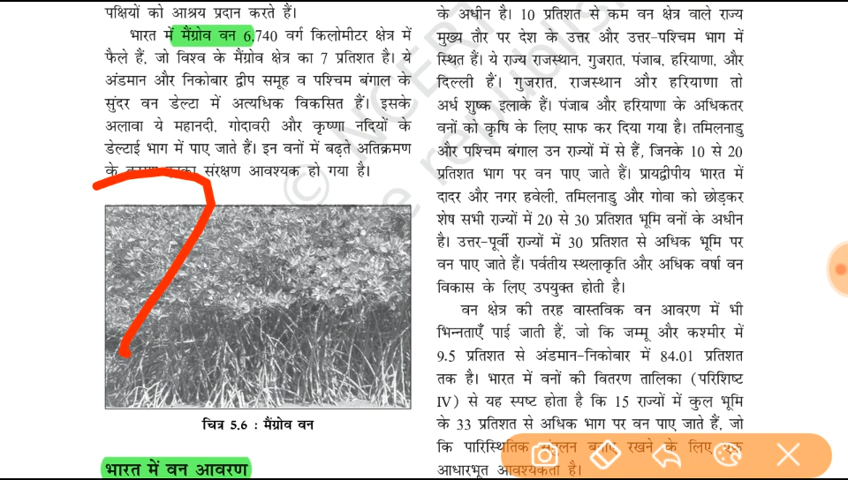 पक्षियों को आश्रय प्रदान करते हैं।
भारत में मैंग्रोव वन 6,740 वर्ग किलोमीटर क्षेत्र में
फैले हैं, जो विश्व के मैंग्रोव क्षेत्र का 7 प्रतिशत है। ये
अंडमान और निकोबार द्वीप समूह व पश्चिम बंगाल के
सुंदर वन डेल्टा में अत्यधिक विकसित हैं। इसके
अलावा ये महानदी, गोदावरी और कृष्णा नदियों के
डेल्टाई भाग में पाए जाते हैं। इन वनों में बढ़ते अतिक्रमण
के संरक्षण आवश्यक हो गया है।
चित्र 5.6 : मैंग्रोव वन
भारत में वन आवरण
के अधीन है। 10 प्रतिशत से कम वन क्षेत्र वाले राज्य
मुख्य तौर पर देश के उत्तर और उत्तर-पश्चिम भाग में
स्थित हैं। ये राज्य राजस्थान, गुजरात, पंजाब, हरियाणा, और
दिल्ली हैं। गुजरात, राजस्थान और हरियाणा तो
अर्ध शुष्क इलाके हैं। पंजाब और हरियाणा के अधिकतर
वनों को कृषि के लिए साफ कर दिया गया है। तमिलनाडु
और पश्चिम बंगाल उन राज्यों में से हैं, जिनके 10 से 20
प्रतिशत भाग पर वन पाए जाते हैं। प्रायद्वीपीय भारत में
दादर और नगर हवेली, तमिलनाडु और गोवा को छोड़कर
शेष सभी राज्यों में 20 से 30 प्रतिशत भूमि वनों के अधीन
है। उत्तर-पूर्वी राज्यों में 30 प्रतिशत से अधिक भूमि पर
वन पाए जाते हैं। पर्वतीय स्थलाकृति और अधिक वर्षा वन
विकास के लिए उपयुक्त होती है।
वन क्षेत्र की तरह वास्तविक वन आवरण में भी
भिन्नताएँ पाई जाती हैं, जो कि जम्मू और कश्मीर में
9.5 प्रतिशत से अंडमान-निकोबार में 84.01 प्रतिशत
तक है। भारत में वनों की वितरण तालिका (परिशिष्ट
IV) से यह स्पष्ट होता है कि 15 राज्यों में कुल भूमि
के 33 प्रतिशत से अधिक भाग पर वन पाए जाते हैं, जो
कि पारिस्थितिक रखने के लिए
आधारभूत आवश्यकता है।
© NCERT
be republished